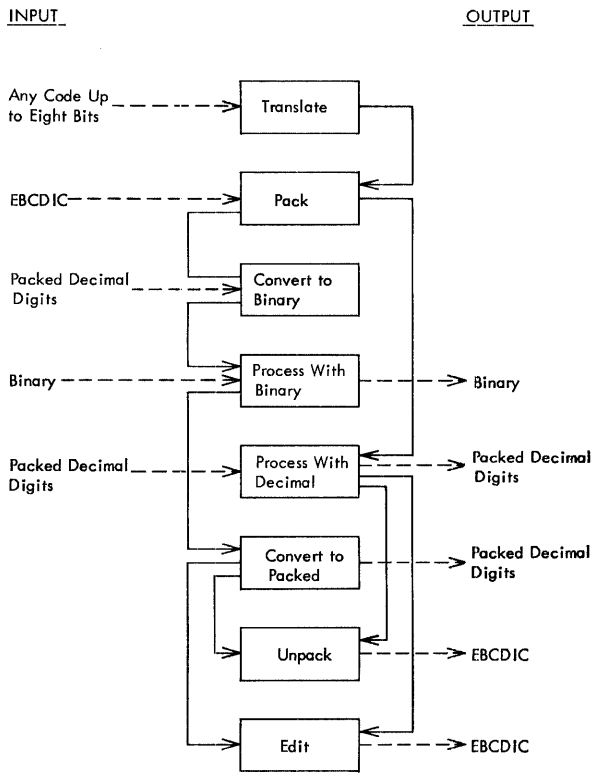 INPUT
OUTPUT
Any Code Up
to Eight Bits
Translate
EBCDIC
Pack
Packed Decimal
Digits
Convert to
Binary
Binary
Process With
Binary
Binary
Packed Decimal
Digits
Process With
Decimal
Packed Decimal
Digits
Convert to
Packed
Packed Decimal
Digits
Unpack
EBCDIC
Edit
EBCDIC